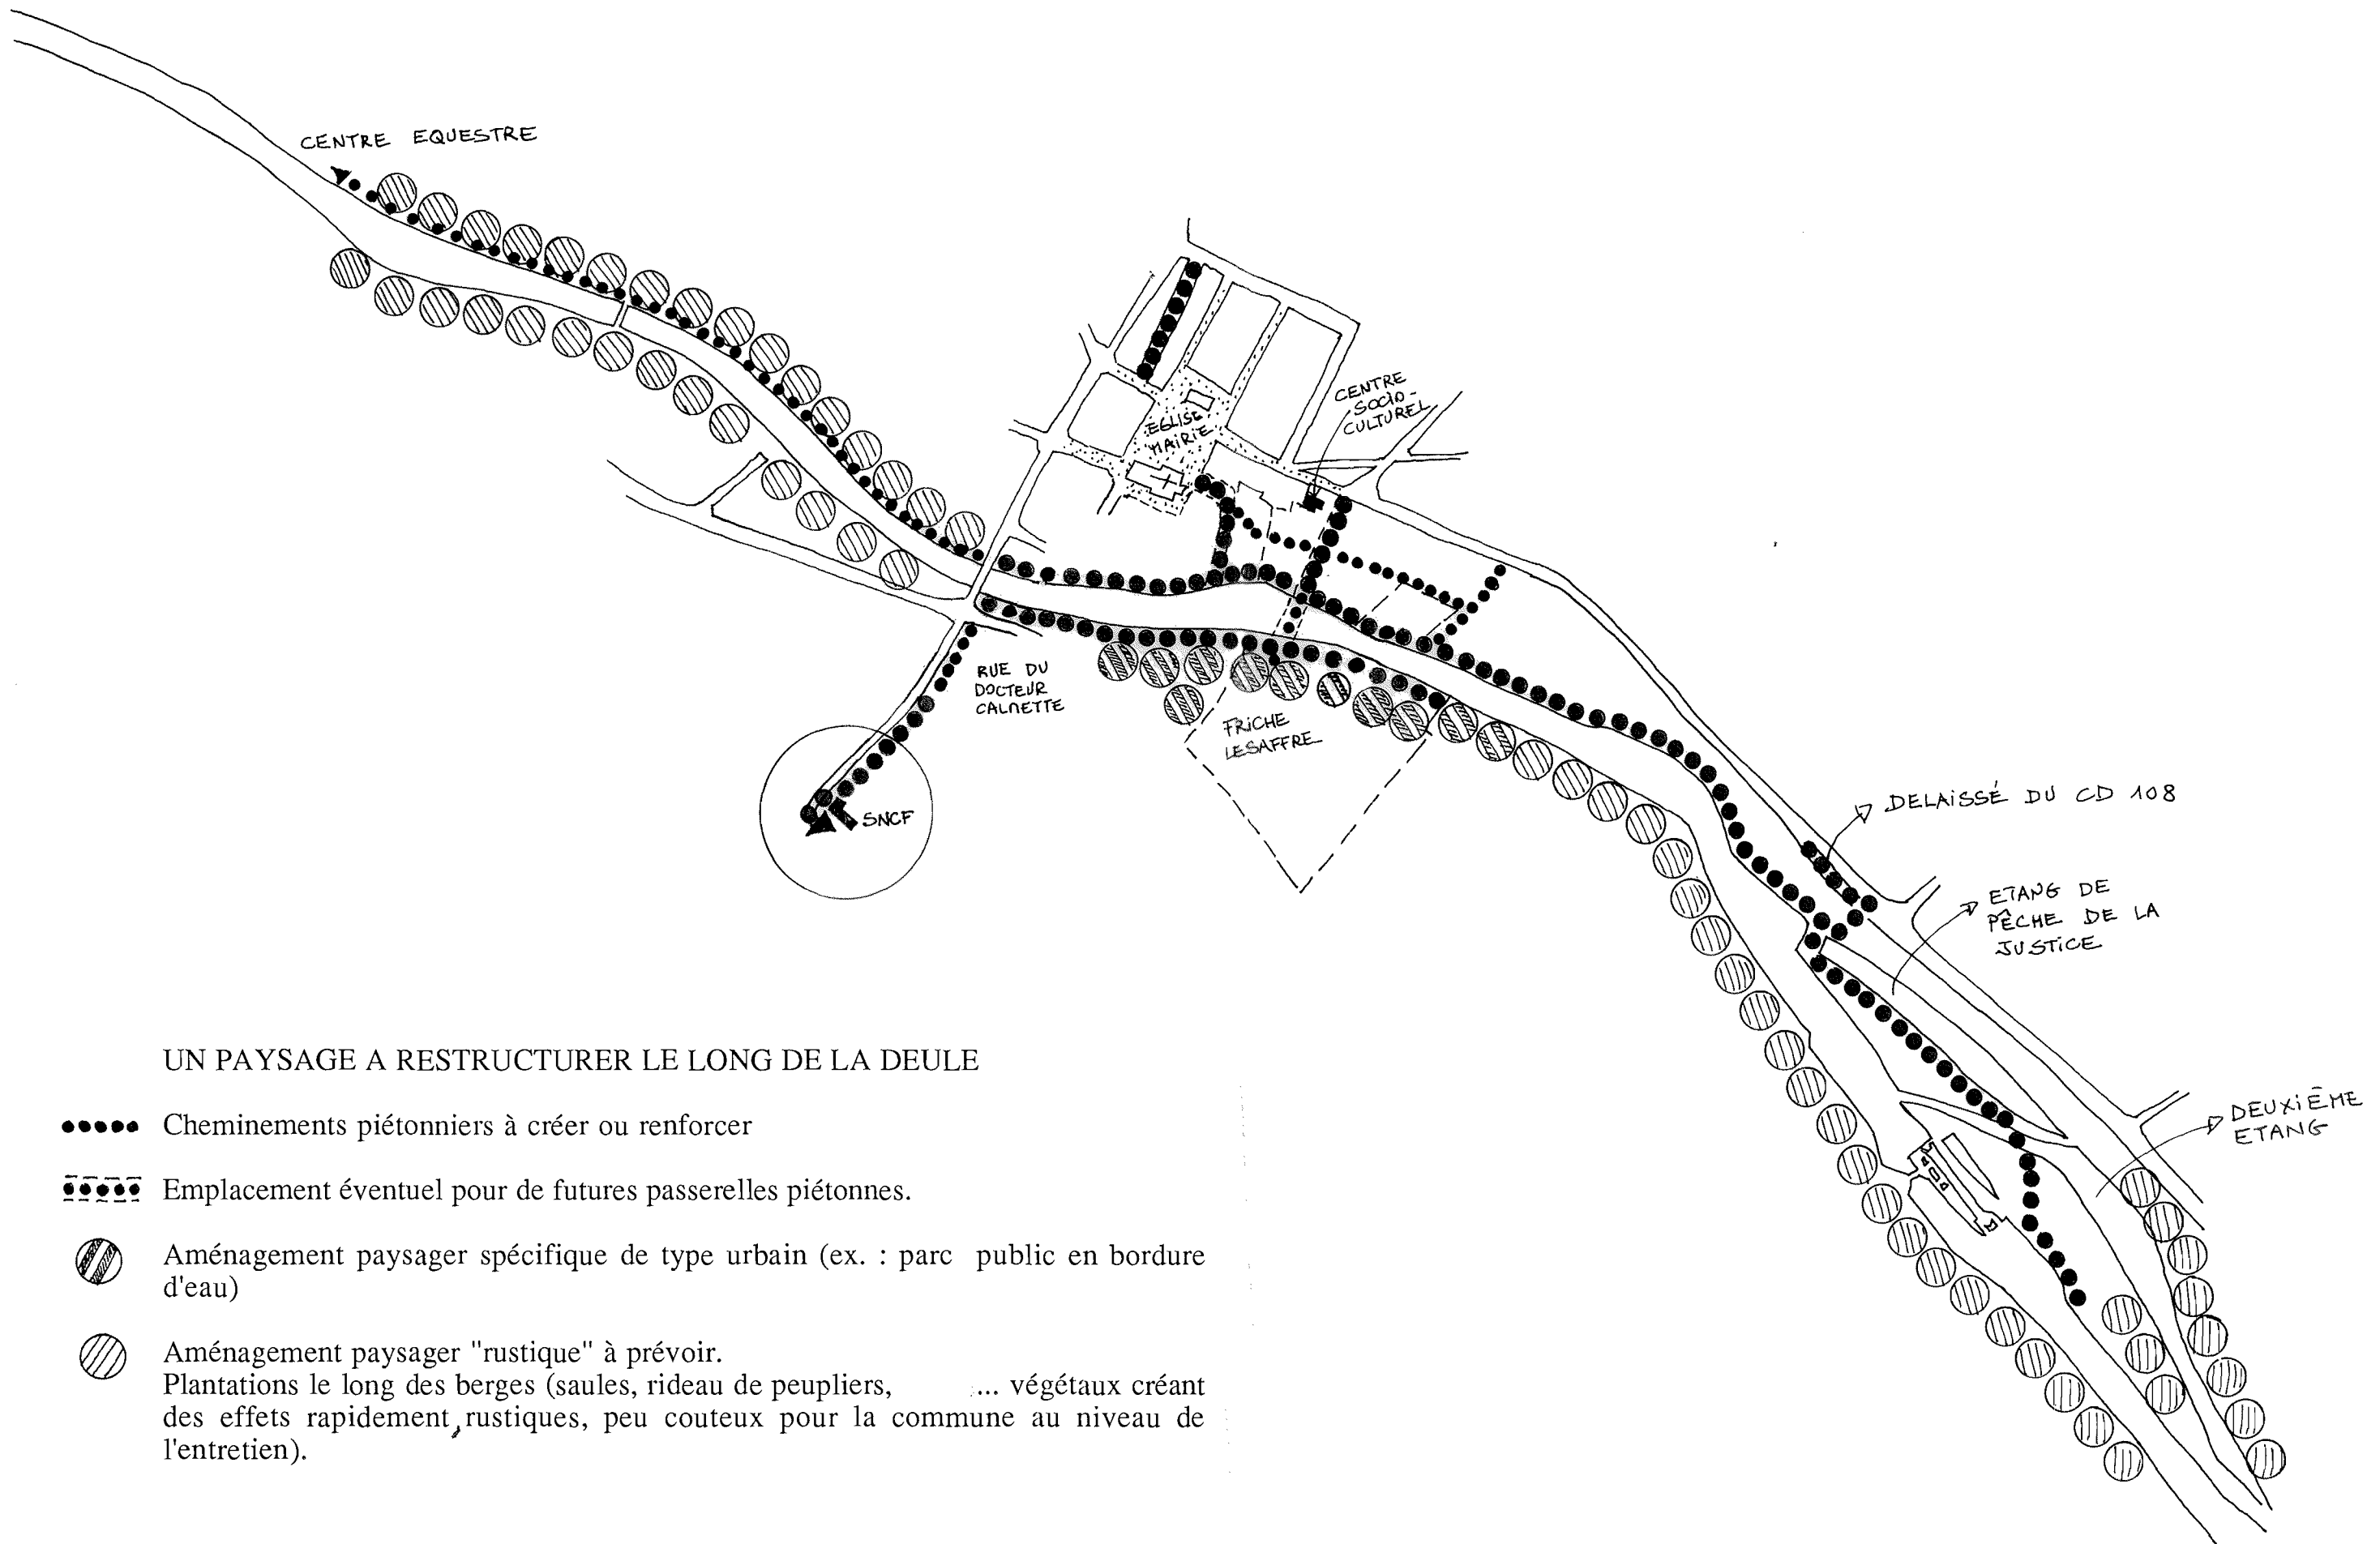 CENTRE EQUESTRE
CENTRE
SOCIO-
CULTUREL
EGLISE
MAIRIE
RUE DU
DOCTEUR
CALMETTE
FRICHE
LESAFFRE
SNCF
DELAISSÉ DU CD 108
ETANG DE
PÊCHE DE LA
JUSTICE
DEUXIÈME
ETANG
UN PAYSAGE A RESTRUCTURER LE LONG DE LA DEULE
Cheminements piétonniers à créer ou renforcer
Emplacement éventuel pour de futures passerelles piétonnes.
Aménagement paysager spécifique de type urbain (ex. : parc public en bordure
d'eau)
Aménagement paysager "rustique" à prévoir.
Plantations le long des berges (saules, rideau de peupliers, ... végétaux créant
des effets rapidement, rustiques, peu couteux pour la commune au niveau de
l'entretien).